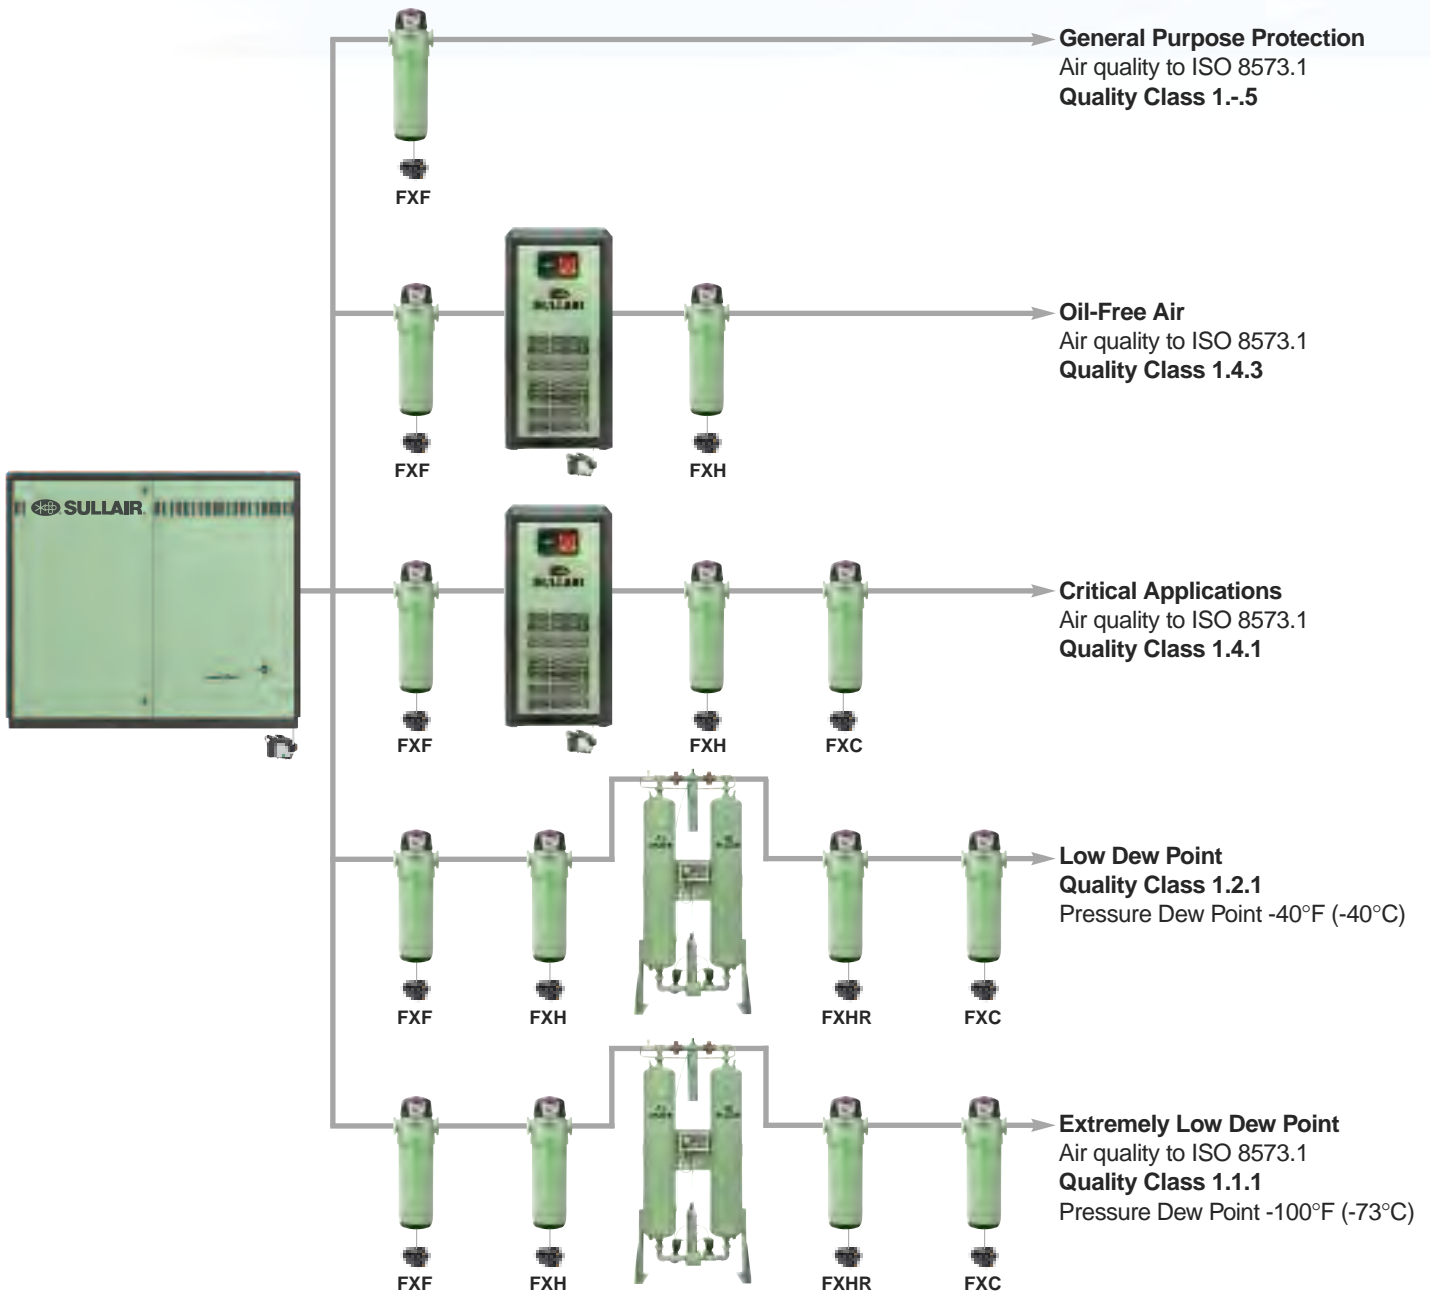 General Purpose Protection
Air quality to ISO 8573.1
Quality Class 1.-.5
FXF
SULLAIR
Oil-Free Air
Air quality to ISO 8573.1
Quality Class 1.4.3
FXF
FXH
SULLAIR
SULLAIR
Critical Applications
Air quality to ISO 8573.1
Quality Class 1.4.1
FXF
FXH
FXC
Low Dew Point
Quality Class 1.2.1
Pressure Dew Point -40°F (-40°C)
FXF
FXH
FXHR
FXC
Extremely Low Dew Point
Air quality to ISO 8573.1
Quality Class 1.1.1
Pressure Dew Point -100°F (-73°C)
FXF
FXH
FXHR
FXC